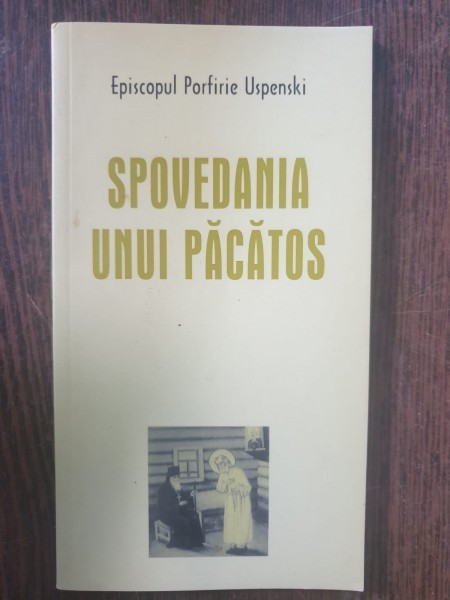 Episcopul Porfirie Uspenski
SPOVEDANIA
UNUI PĂCĂTOS